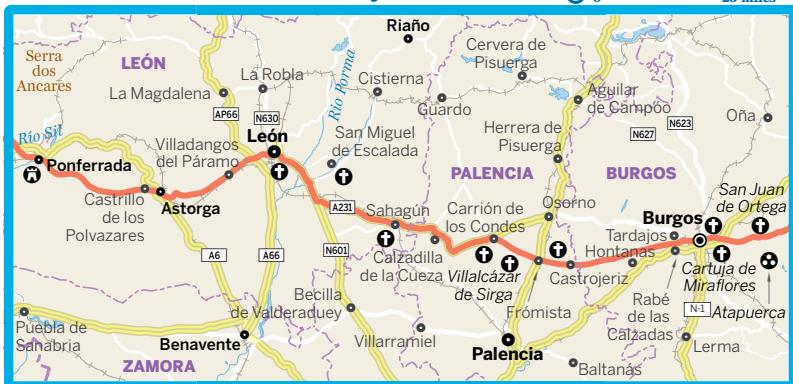 25 miles
Riaño
Serra
dos
Ancares
LEÓN
PALENCIA
BURGOS
ZAMORA
La Robla
La Magdalena
Río Porma
Cistierna
Cervera de
Pisuerga
Guardo
Aguilar
de Campóo
Oña
AP66
N630
N623
N627
Río Sil
León
San Miguel
de Escalada
Herrera de
Pisuerga
Villadangos
del Páramo
Ponferrada
Castrillo
de los
Polvazares
Astorga
A231
Sahagún
Carrión de
los Condes
Osorno
San Juan
de Ortega
Burgos
Tardajos
Hontanas
A6
A66
N601
Calzadilla
de la Cueza
Villalcázar
de Sirga
Castrojeriz
Cartuja de
Miraflores
Becilla
de Valderaduey
Frómista
Rabé
de las
Calzadas
N-1
Atapuerca
Puebla de
Sanabria
Benavente
Villarramiel
Palencia
Baltanás
Lerma